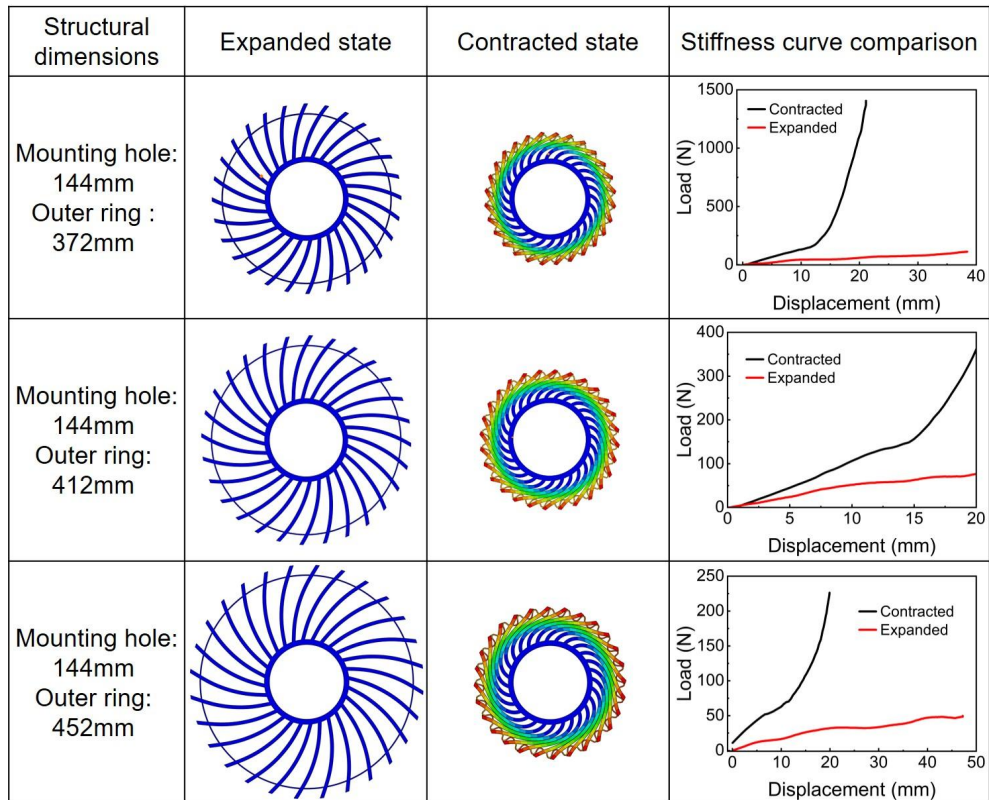 Structural
dimensions
Expanded state
Contracted state
Stiffness curve comparison
Mounting hole:
144mm
Outer ring :
372mm
1500
1000
500
0
Load (N)
Contracted
Expanded
0 10 20 30 40
Displacement (mm)
Mounting hole:
144mm
Outer ring:
412mm
400
300
200
100
0
Load (N)
Contracted
Expanded
0 5 10 15 20
Displacement (mm)
Mounting hole:
144mm
Outer ring:
452mm
250
200
150
100
50
0
Load (N)
Contracted
Expanded
0 10 20 30 40 50
Displacement (mm)